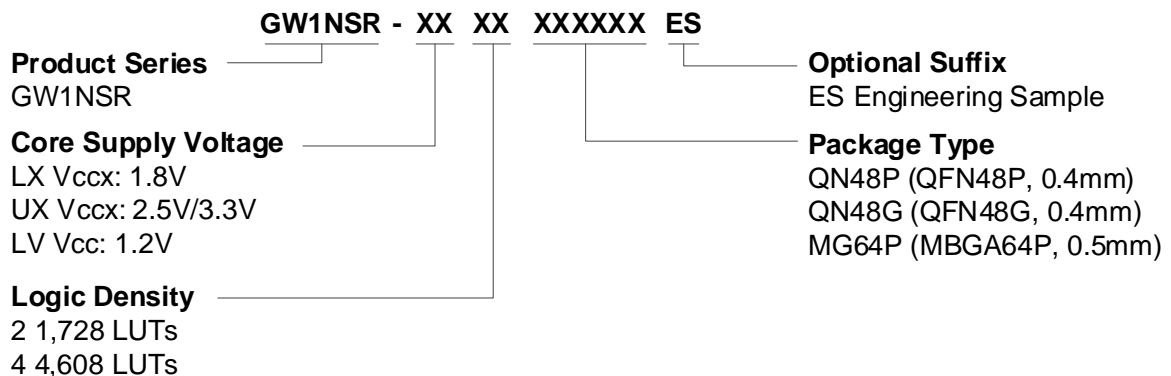 GW1NSR - XX XX XXXXXX ES
Product Series
GW1NSR
Core Supply Voltage
LX Vccx: 1.8V
UX Vccx: 2.5V/3.3V
LV Vcc: 1.2V
Logic Density
2 1,728 LUTs
4 4,608 LUTs
Optional Suffix
ES Engineering Sample
Package Type
QN48P (QFN48P, 0.4mm)
QN48G (QFN48G, 0.4mm)
MG64P (MBGA64P, 0.5mm)